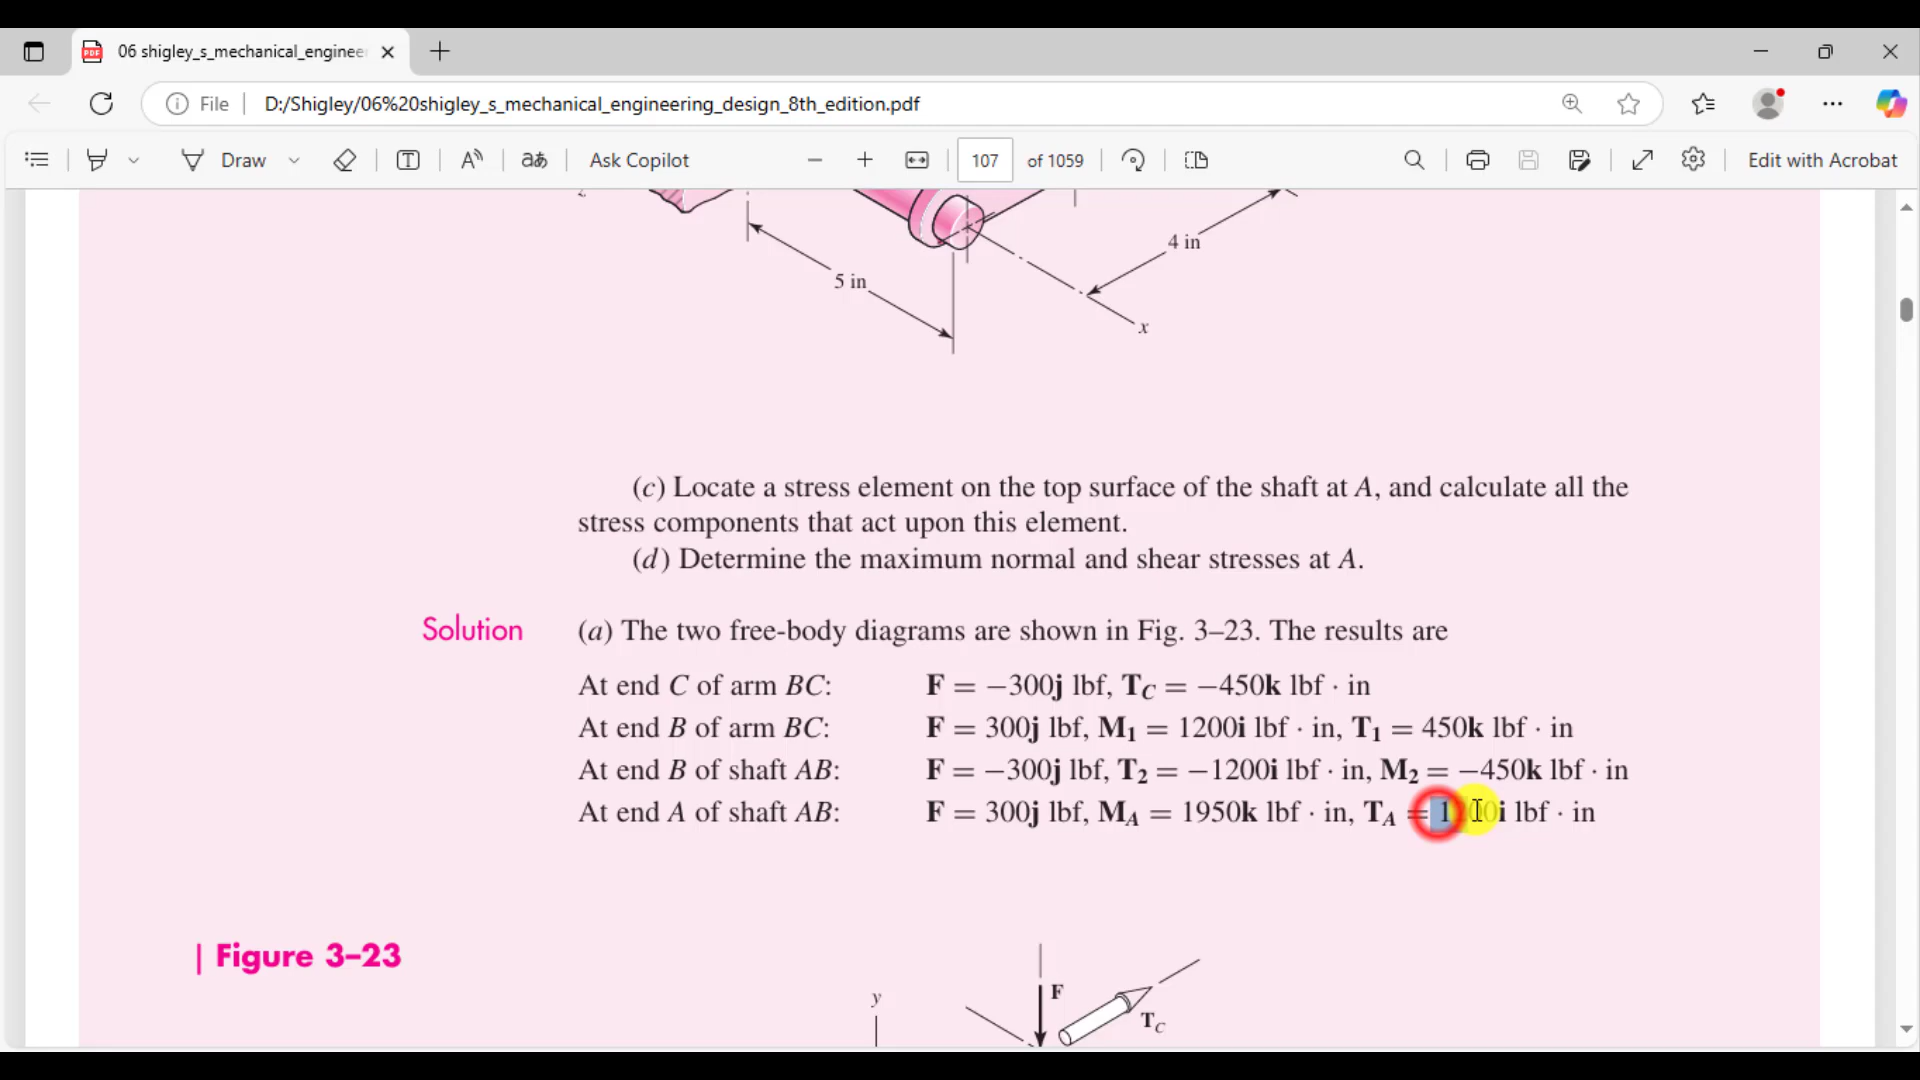 06 shigley_s_mechanical_enginee
File
D:/Shigley/06%20shigley_s_mechanical_engineering_design_8th_edition.pdf
Draw
Ask Copilot
107 of 1059
Edit with Acrobat
4 in
5 in
x
(c) Locate a stress element on the top surface of the shaft at A, and calculate all the
stress components that act upon this element.
(d) Determine the maximum normal and shear stresses at A.
Solution
(a) The two free-body diagrams are shown in Fig. 3–23. The results are
At end C of arm BC: F = −300j lbf, T_C = −450k lbf · in
At end B of arm BC: F = 300j lbf, M₁ = 1200i lbf · in, T₁ = 450k lbf · in
At end B of shaft AB: F = −300j lbf, T₂ = −1200i lbf · in, M₂ = −450k lbf · in
At end A of shaft AB: F = 300j lbf, M_A = 1950k lbf · in, T_A = 1200i lbf · in
Figure 3–23
y
F
T_C